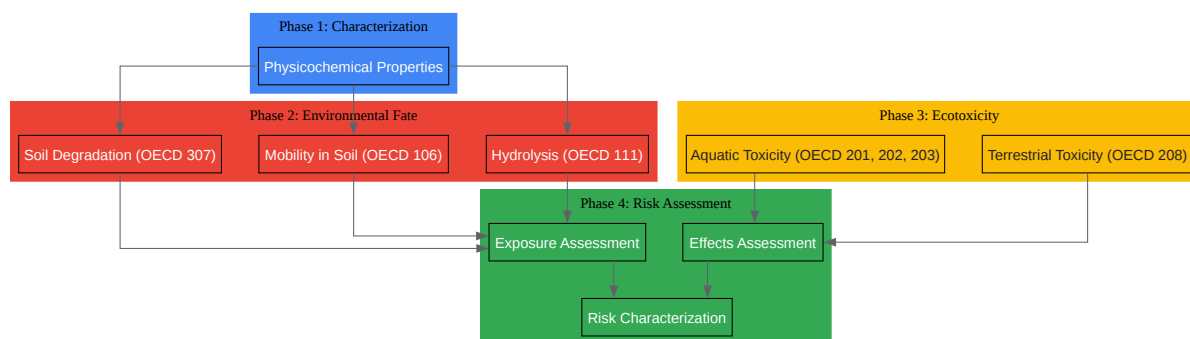 Phase 1: Characterization
Physicochemical Properties
Phase 2: Environmental Fate
Soil Degradation (OECD 307)
Mobility in Soil (OECD 106)
Hydrolysis (OECD 111)
Phase 3: Ecotoxicity
Aquatic Toxicity (OECD 201, 202, 203)
Terrestrial Toxicity (OECD 208)
Phase 4: Risk Assessment
Exposure Assessment
Effects Assessment
Risk Characterization